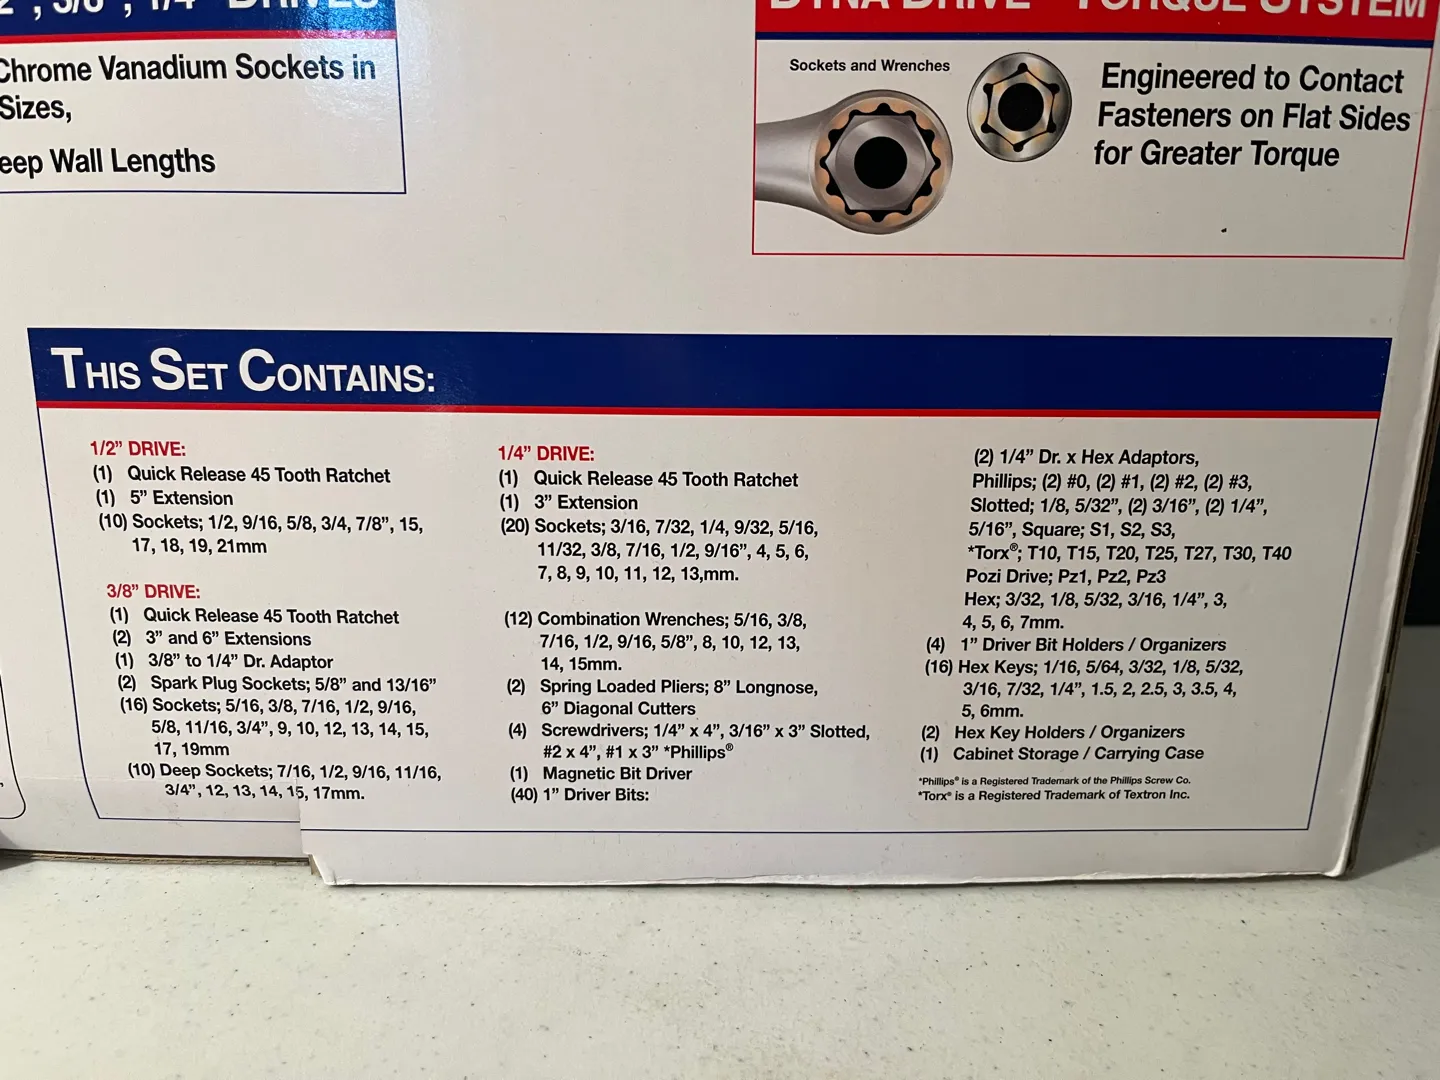 2", 3/8", 1/4" DRIVES
Chrome Vanadium Sockets in
Sizes,
eep Wall Lengths
DYNA DRIVE TORQUE SYSTEM
Sockets and Wrenches
Engineered to Contact
Fasteners on Flat Sides
for Greater Torque
THIS SET CONTAINS:
1/2” DRIVE:
(1) Quick Release 45 Tooth Ratchet
(1) 5” Extension
(10) Sockets; 1/2, 9/16, 5/8, 3/4, 7/8”, 15,
17, 18, 19, 21mm
3/8” DRIVE:
(1) Quick Release 45 Tooth Ratchet
(2) 3” and 6” Extensions
(1) 3/8” to 1/4” Dr. Adaptor
(2) Spark Plug Sockets; 5/8” and 13/16”
(16) Sockets; 5/16, 3/8, 7/16, 1/2, 9/16,
5/8, 11/16, 3/4”, 9, 10, 12, 13, 14, 15,
17, 19mm
(10) Deep Sockets; 7/16, 1/2, 9/16, 11/16,
3/4”, 12, 13, 14, 15, 17mm.
1/4” DRIVE:
(1) Quick Release 45 Tooth Ratchet
(1) 3” Extension
(20) Sockets; 3/16, 7/32, 1/4, 9/32, 5/16,
11/32, 3/8, 7/16, 1/2, 9/16”, 4, 5, 6,
7, 8, 9, 10, 11, 12, 13,mm.
(12) Combination Wrenches; 5/16, 3/8,
7/16, 1/2, 9/16, 5/8”, 8, 10, 12, 13,
14, 15mm.
(2) Spring Loaded Pliers; 8” Longnose,
6” Diagonal Cutters
(4) Screwdrivers; 1/4” x 4”, 3/16” x 3” Slotted,
#2 x 4”, #1 x 3” *Phillips®
(1) Magnetic Bit Driver
(40) 1” Driver Bits:
(2) 1/4” Dr. x Hex Adaptors,
Phillips; (2) #0, (2) #1, (2) #2, (2) #3,
Slotted; 1/8, 5/32”, (2) 3/16”, (2) 1/4”,
5/16”, Square; S1, S2, S3,
*Torx®; T10, T15, T20, T25, T27, T30, T40
Pozi Drive; Pz1, Pz2, Pz3
Hex; 3/32, 1/8, 5/32, 3/16, 1/4”, 3,
4, 5, 6, 7mm.
(4) 1” Driver Bit Holders / Organizers
(16) Hex Keys; 1/16, 5/64, 3/32, 1/8, 5/32,
3/16, 7/32, 1/4”, 1.5, 2, 2.5, 3, 3.5, 4,
5, 6mm.
(2) Hex Key Holders / Organizers
(1) Cabinet Storage / Carrying Case
*Phillips® is a Registered Trademark of the Phillips Screw Co.
*Torx® is a Registered Trademark of Textron Inc.